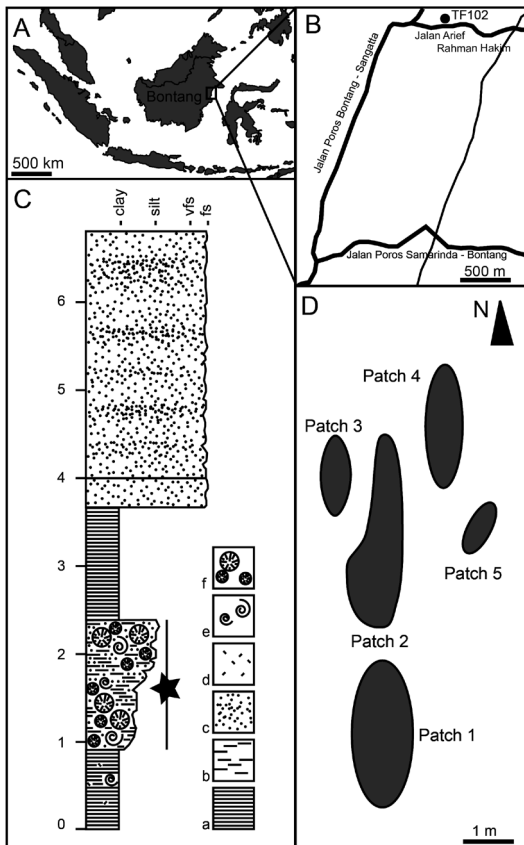 A
Bontang
500 km
B
TF102
Jalan Arief
Rahman Hakim
Jalan Poros Bontang - Sangatta
Jalan Poros Samarinda - Bontang
500 m
C
clay
silt
vfs
fs
6
5
4
3
2
1
0
f
e
d
c
b
a
D
N
Patch 4
Patch 3
Patch 5
Patch 2
Patch 1
1 m